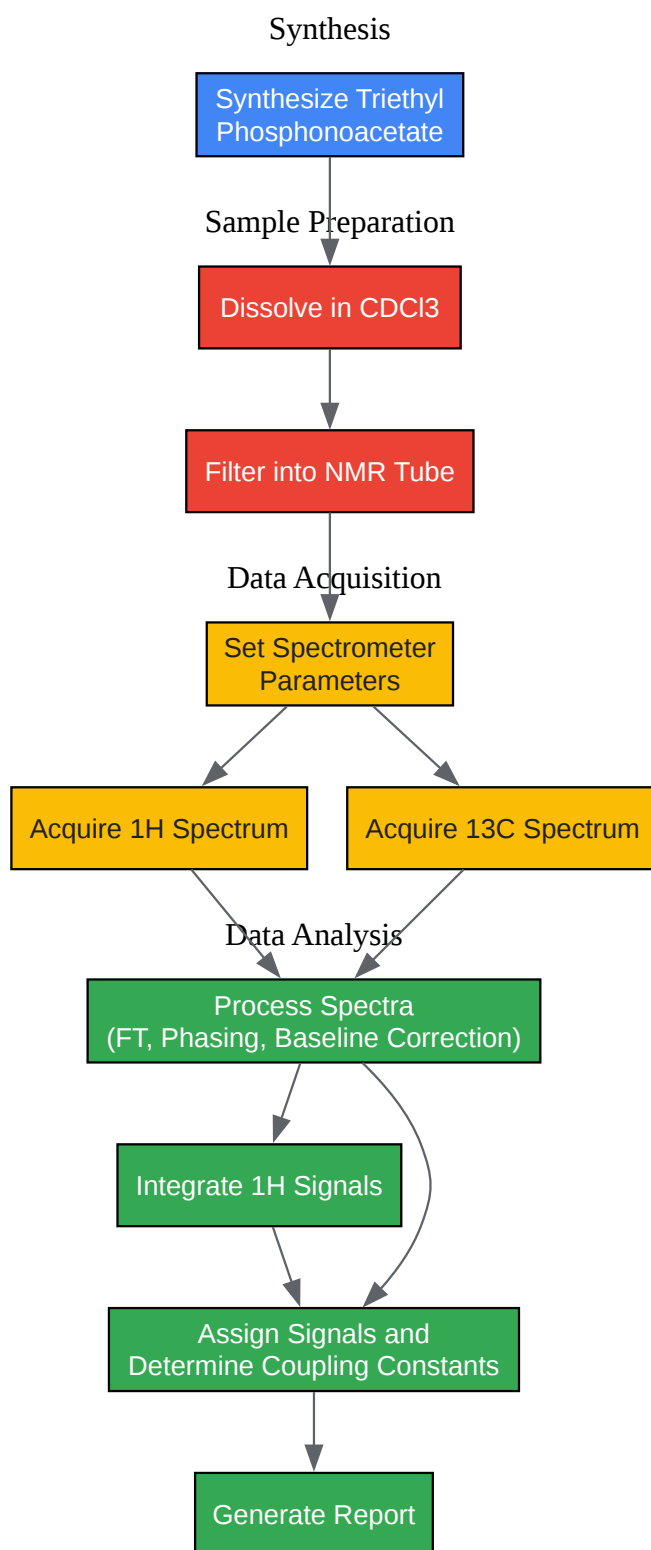 Synthesis
Synthesize Triethyl
Phosphonoacetate
Sample Preparation
Dissolve in CDCl3
Filter into NMR Tube
Data Acquisition
Set Spectrometer
Parameters
Acquire 1H Spectrum
Acquire 13C Spectrum
Data Analysis
Process Spectra
(FT, Phasing, Baseline Correction)
Integrate 1H Signals
Assign Signals and
Determine Coupling Constants
Generate Report